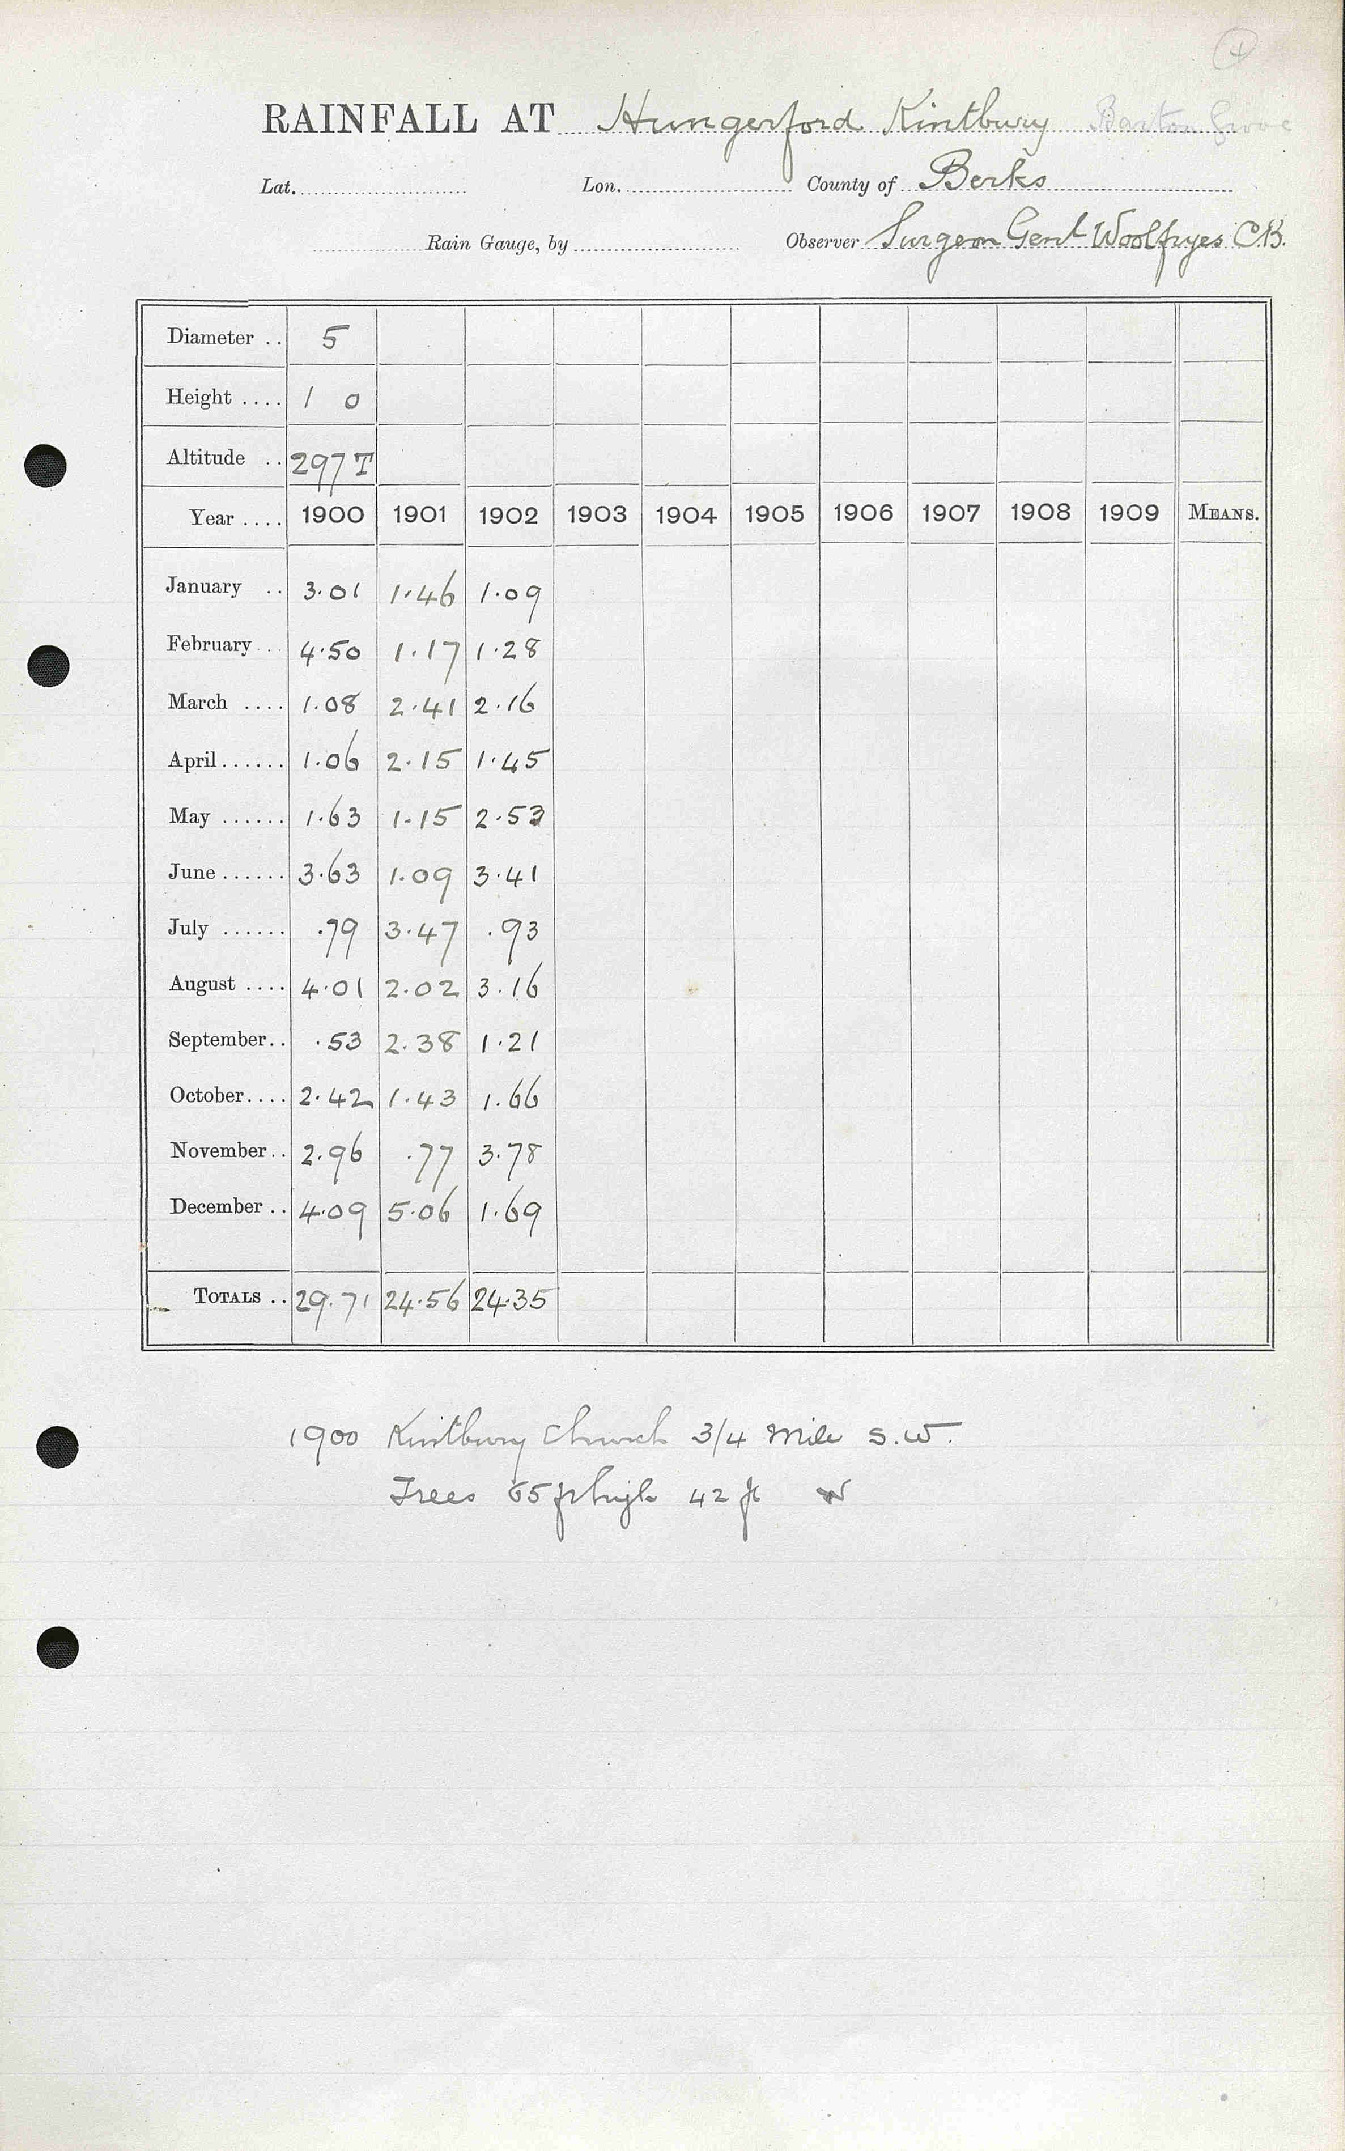 4
RAINFALL AT Hungerford Kintbury Barton Grove
Lat. Lon. County of Berks
Rain Gauge, by Observer Surgeon Genl Woolfryes C.B.
Diameter .. 5
Height .... 1 0
Altitude .. 297 T
Year .... 1900 1901 1902 1903 1904 1905 1906 1907 1908 1909 MEANS.
January .. 3.01 1.46 1.09
February .. 4.50 1.17 1.28
March .... 1.08 2.41 2.16
April ...... 1.06 2.15 1.45
May ...... 1.63 1.15 2.53
June ...... 3.63 1.09 3.41
July ...... .79 3.47 .93
August .... 4.01 2.02 3.16
September .. .53 2.38 1.21
October .... 2.42 1.43 1.66
November .. 2.96 .77 3.78
December .. 4.09 5.06 1.69
TOTALS .. 29.71 24.56 24.35
1900 Kintbury Church 3/4 mile S.W.
Trees 65 ft high 42 ft W